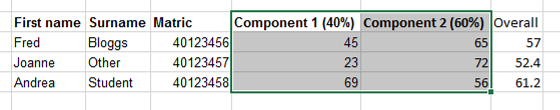 First name Surname Matric Component 1 (40%) Component 2 (60%) Overall
Fred Bloggs 40123456 45 65 57
Joanne Other 40123457 23 72 52.4
Andrea Student 40123458 69 56 61.2